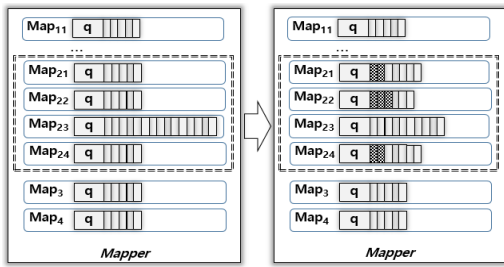 Map11 q
...
Map21 q
Map22 q
Map23 q
Map24 q
Map3 q
Map4 q
Mapper
Map11 q
...
Map21 q
Map22 q
Map23 q
Map24 q
Map3 q
Map4 q
Mapper